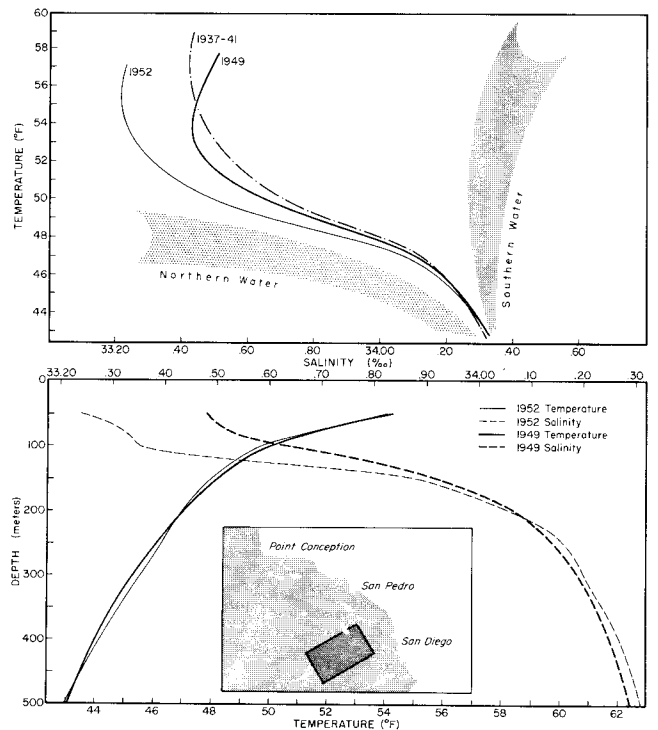 60
58
56
54
52
50
48
46
44
TEMPERATURE (°F)
1937-41
1949
1952
Northern Water
Southern Water
33.20 .40 .60 .80 34.00 .20 .40 .60
SALINITY (‰)
33.20 .30 .40 .50 .60 .70 .80 .90 34.00 .10 .20 .30
0
100
200
300
400
500
DEPTH (meters)
1952 Temperature
1952 Salinity
1949 Temperature
1949 Salinity
Point Conception
San Pedro
San Diego
44 46 48 50 52 54 56 58 60 62
TEMPERATURE (°F)